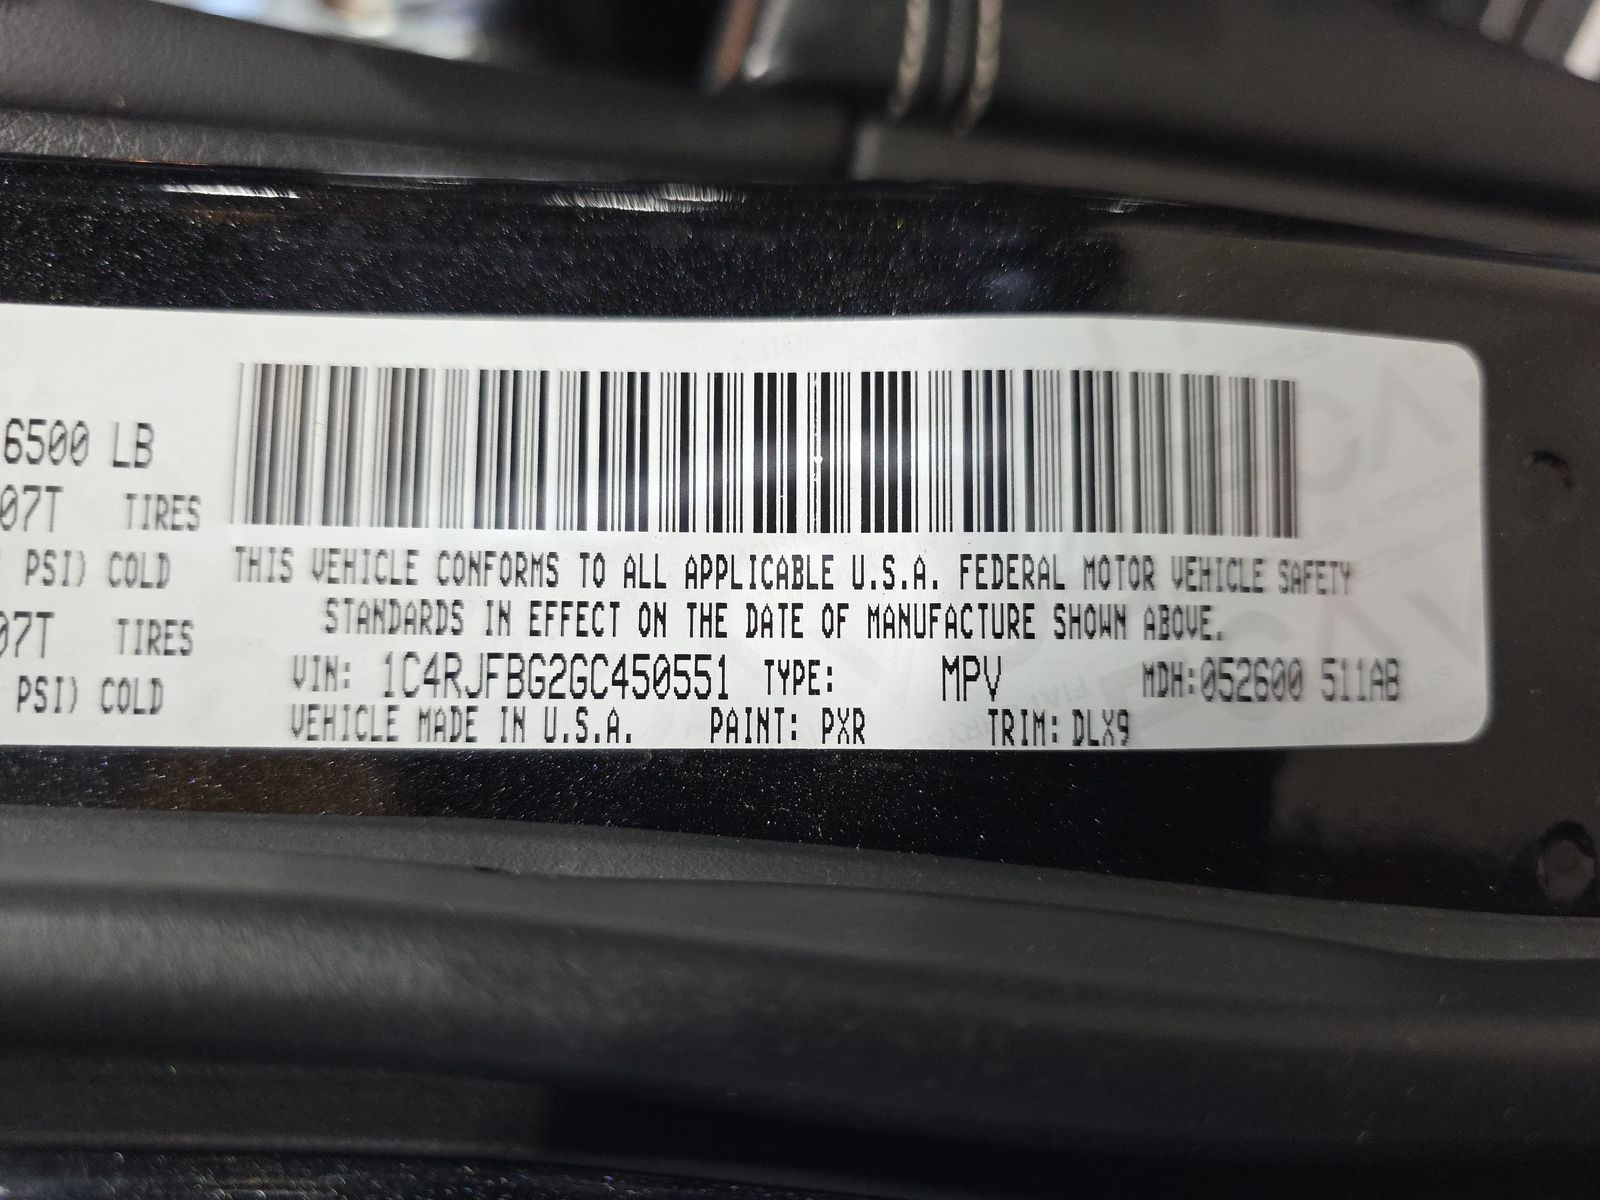 6500 LB
07T TIRES
PSI) COLD
THIS VEHICLE CONFORMS TO ALL APPLICABLE U.S.A. FEDERAL MOTOR VEHICLE SAFETY
STANDARDS IN EFFECT ON THE DATE OF MANUFACTURE SHOWN ABOVE.
07T TIRES
VIN: 1C4RJFBG2GC450551 TYPE: MPV MDH:052600 511AB
PSI) COLD
VEHICLE MADE IN U.S.A. PAINT: PXR TRIM: DLX9